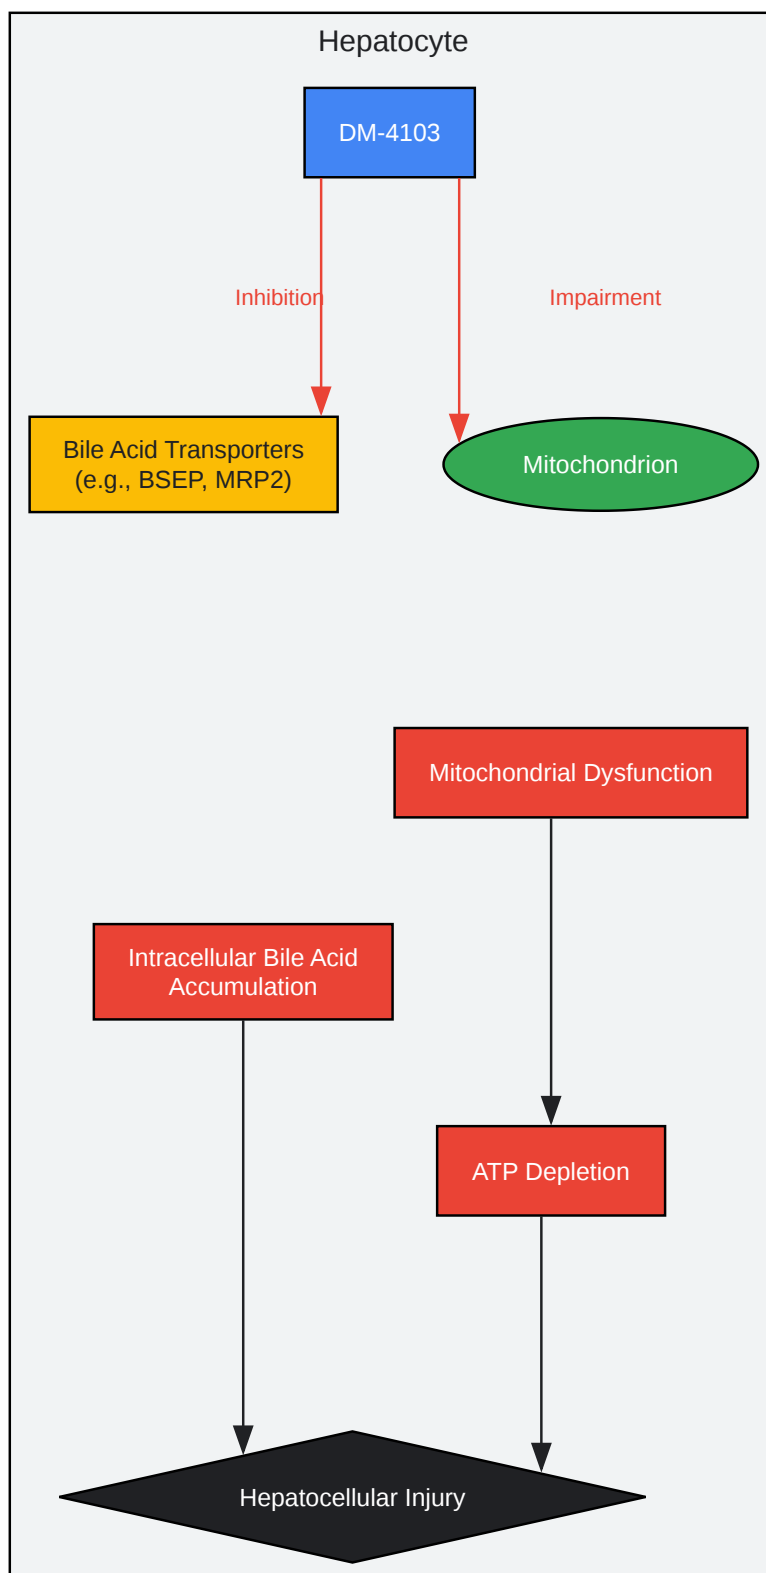 Hepatocyte
DM-4103
Inhibition
Impairment
Bile Acid Transporters
(e.g., BSEP, MRP2)
Mitochondrion
Mitochondrial Dysfunction
Intracellular Bile Acid
Accumulation
ATP Depletion
Hepatocellular Injury